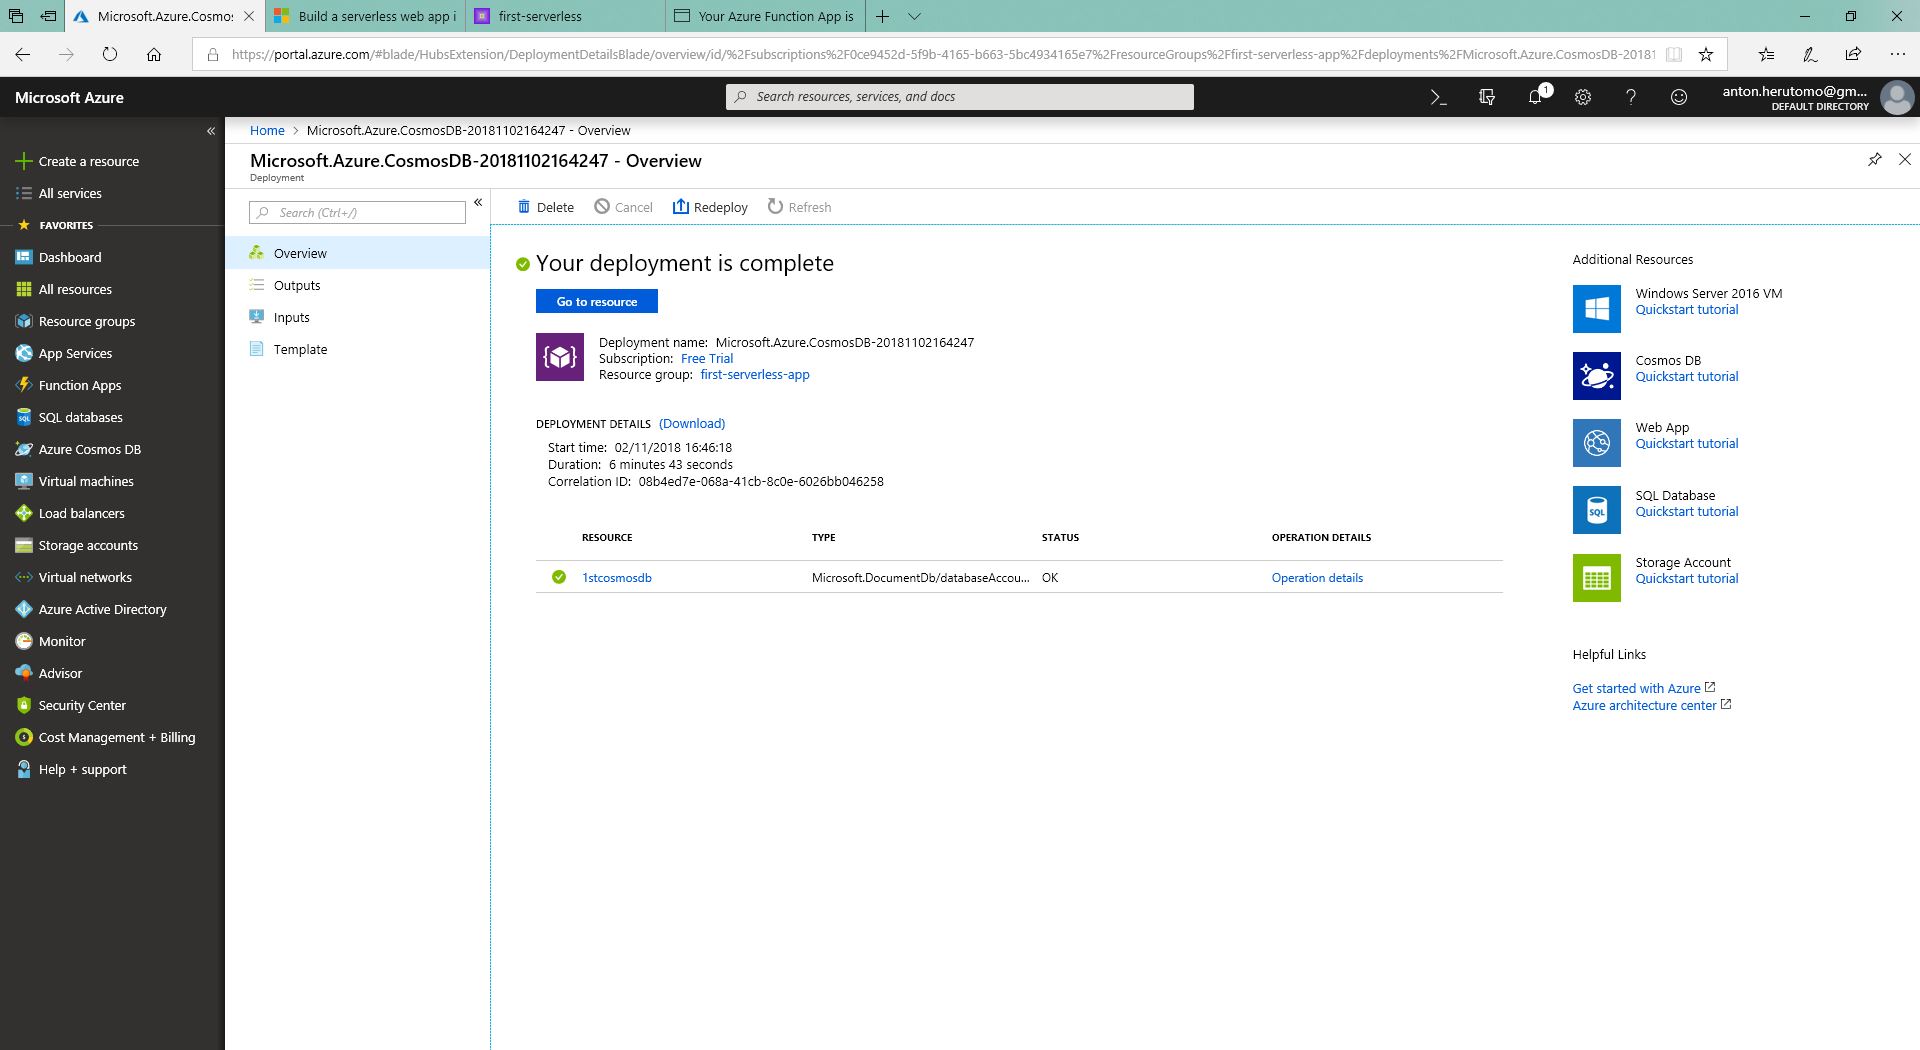 Microsoft.Azure.Cosmo:
Build a serverless web app i
first-serverless
Your Azure Function App is
https://portal.azure.com/#blade/HubsExtension/DeploymentDetailsBlade/overview/id/%2Fsubscriptions%2F0ce9452d-5f9b-4165-b663-5bc4934165e7%2FresourceGroups%2Ffirst-serverless-app%2Fdeployments%2FMicrosoft.Azure.CosmosDB-20181
Microsoft Azure
Search resources, services, and docs
1
anton.herutomo@gm...
DEFAULT DIRECTORY
Create a resource
All services
FAVORITES
Dashboard
All resources
Resource groups
App Services
Function Apps
SQL databases
Azure Cosmos DB
Virtual machines
Load balancers
Storage accounts
Virtual networks
Azure Active Directory
Monitor
Advisor
Security Center
Cost Management + Billing
Help + support
Home > Microsoft.Azure.CosmosDB-20181102164247 - Overview
Microsoft.Azure.CosmosDB-20181102164247 - Overview
Deployment
Search (Ctrl+/)
Overview
Outputs
Inputs
Template
Delete
Cancel
Redeploy
Refresh
Your deployment is complete
Go to resource
Deployment name: Microsoft.Azure.CosmosDB-20181102164247
Subscription: Free Trial
Resource group: first-serverless-app
DEPLOYMENT DETAILS (Download)
Start time: 02/11/2018 16:46:18
Duration: 6 minutes 43 seconds
Correlation ID: 08b4ed7e-068a-41cb-8c0e-6026bb046258
RESOURCE TYPE STATUS OPERATION DETAILS
1stcosmosdb Microsoft.DocumentDb/databaseAccou... OK Operation details
Additional Resources
Windows Server 2016 VM
Quickstart tutorial
Cosmos DB
Quickstart tutorial
Web App
Quickstart tutorial
SQL
SQL Database
Quickstart tutorial
Storage Account
Quickstart tutorial
Helpful Links
Get started with Azure
Azure architecture center